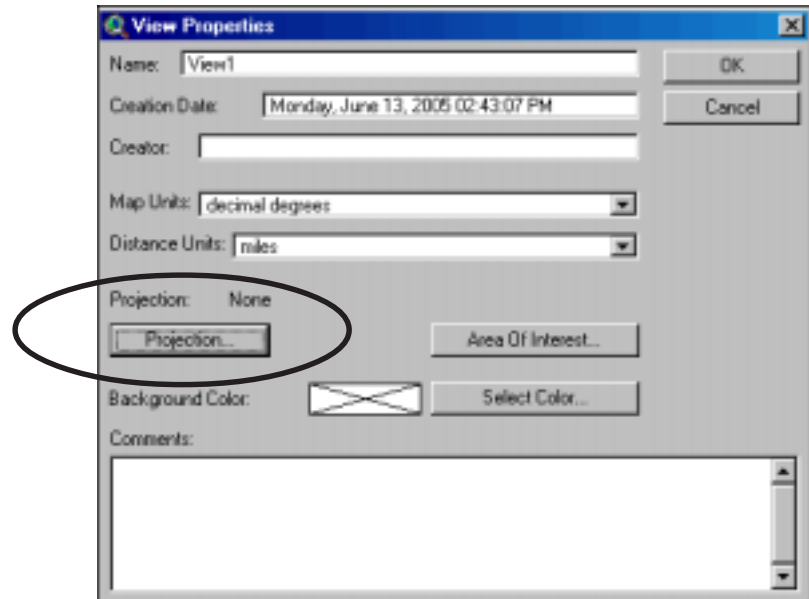 View Properties
Name: View1
OK
Creation Date: Monday, June 13, 2005 02:43:07 PM
Cancel
Creator:
Map Units: decimal degrees
Distance Units: miles
Projection: None
Projection...
Area Of Interest...
Background Color:
Select Color...
Comments: